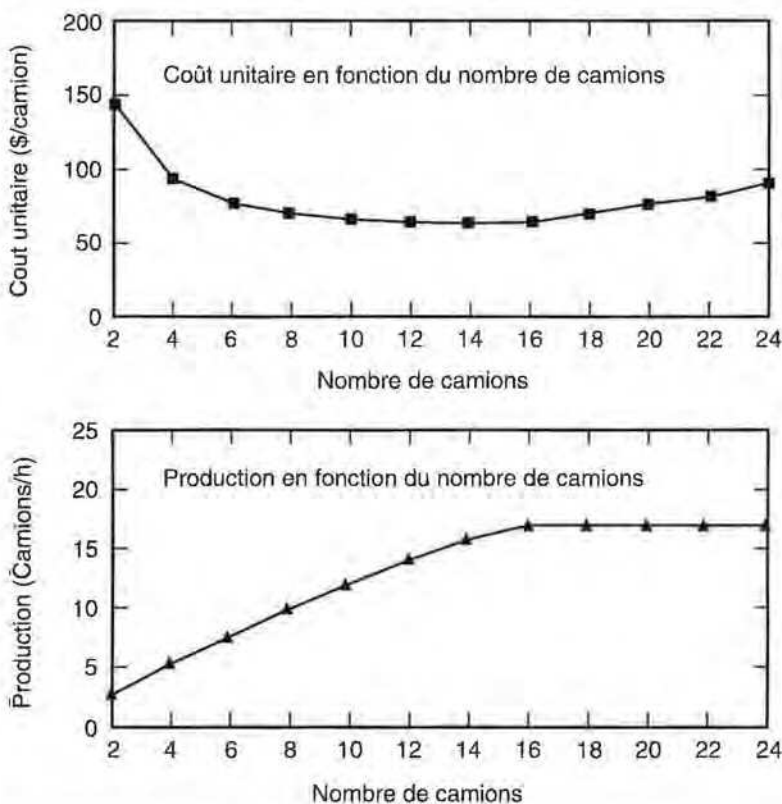 200
150
100
50
0
Coût unitaire en fonction du nombre de camions
Cout unitaire ($/camion)
2 4 6 8 10 12 14 16 18 20 22 24
Nombre de camions
25
20
15
10
5
0
Production en fonction du nombre de camions
Production (Camions/h)
2 4 6 8 10 12 14 16 18 20 22 24
Nombre de camions